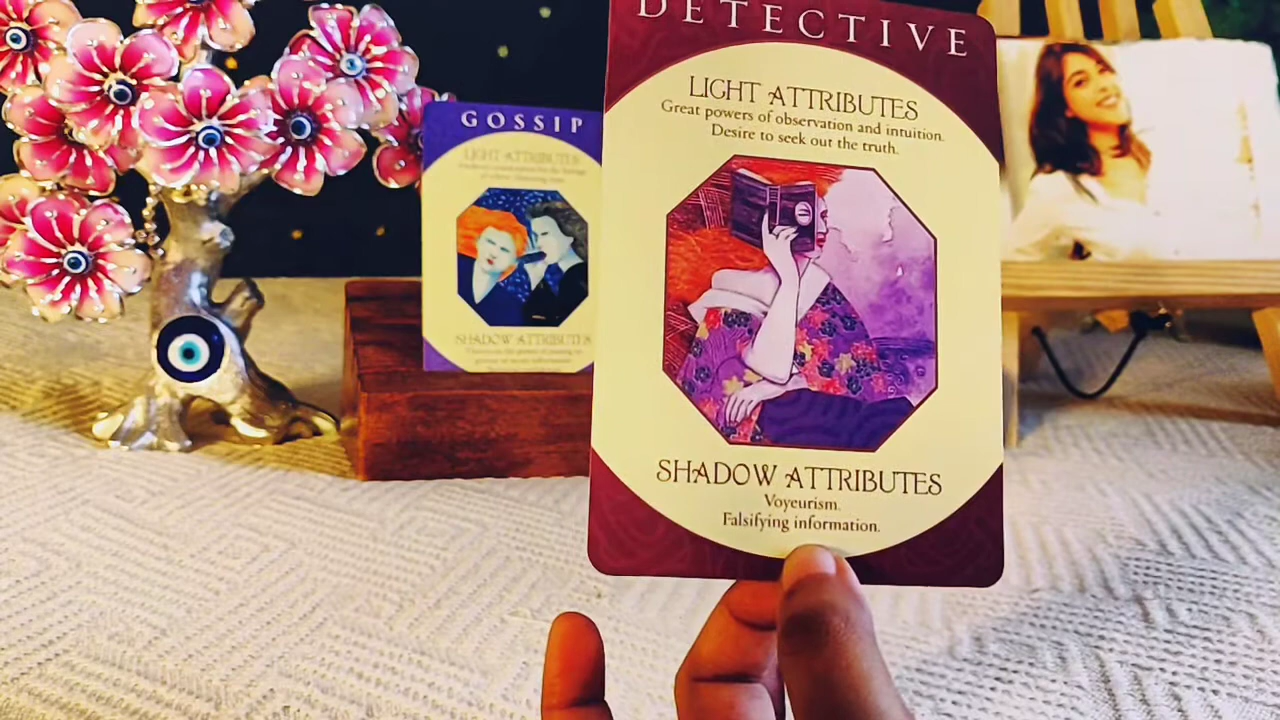 DETECTIVE
LIGHT ATTRIBUTES
Great powers of observation and intuition.
Desire to seek out the truth.
SHADOW ATTRIBUTES
Voyeurism.
Falsifying information.
GOSSIP
LIGHT ATTRIBUTES
SHADOW ATTRIBUTES